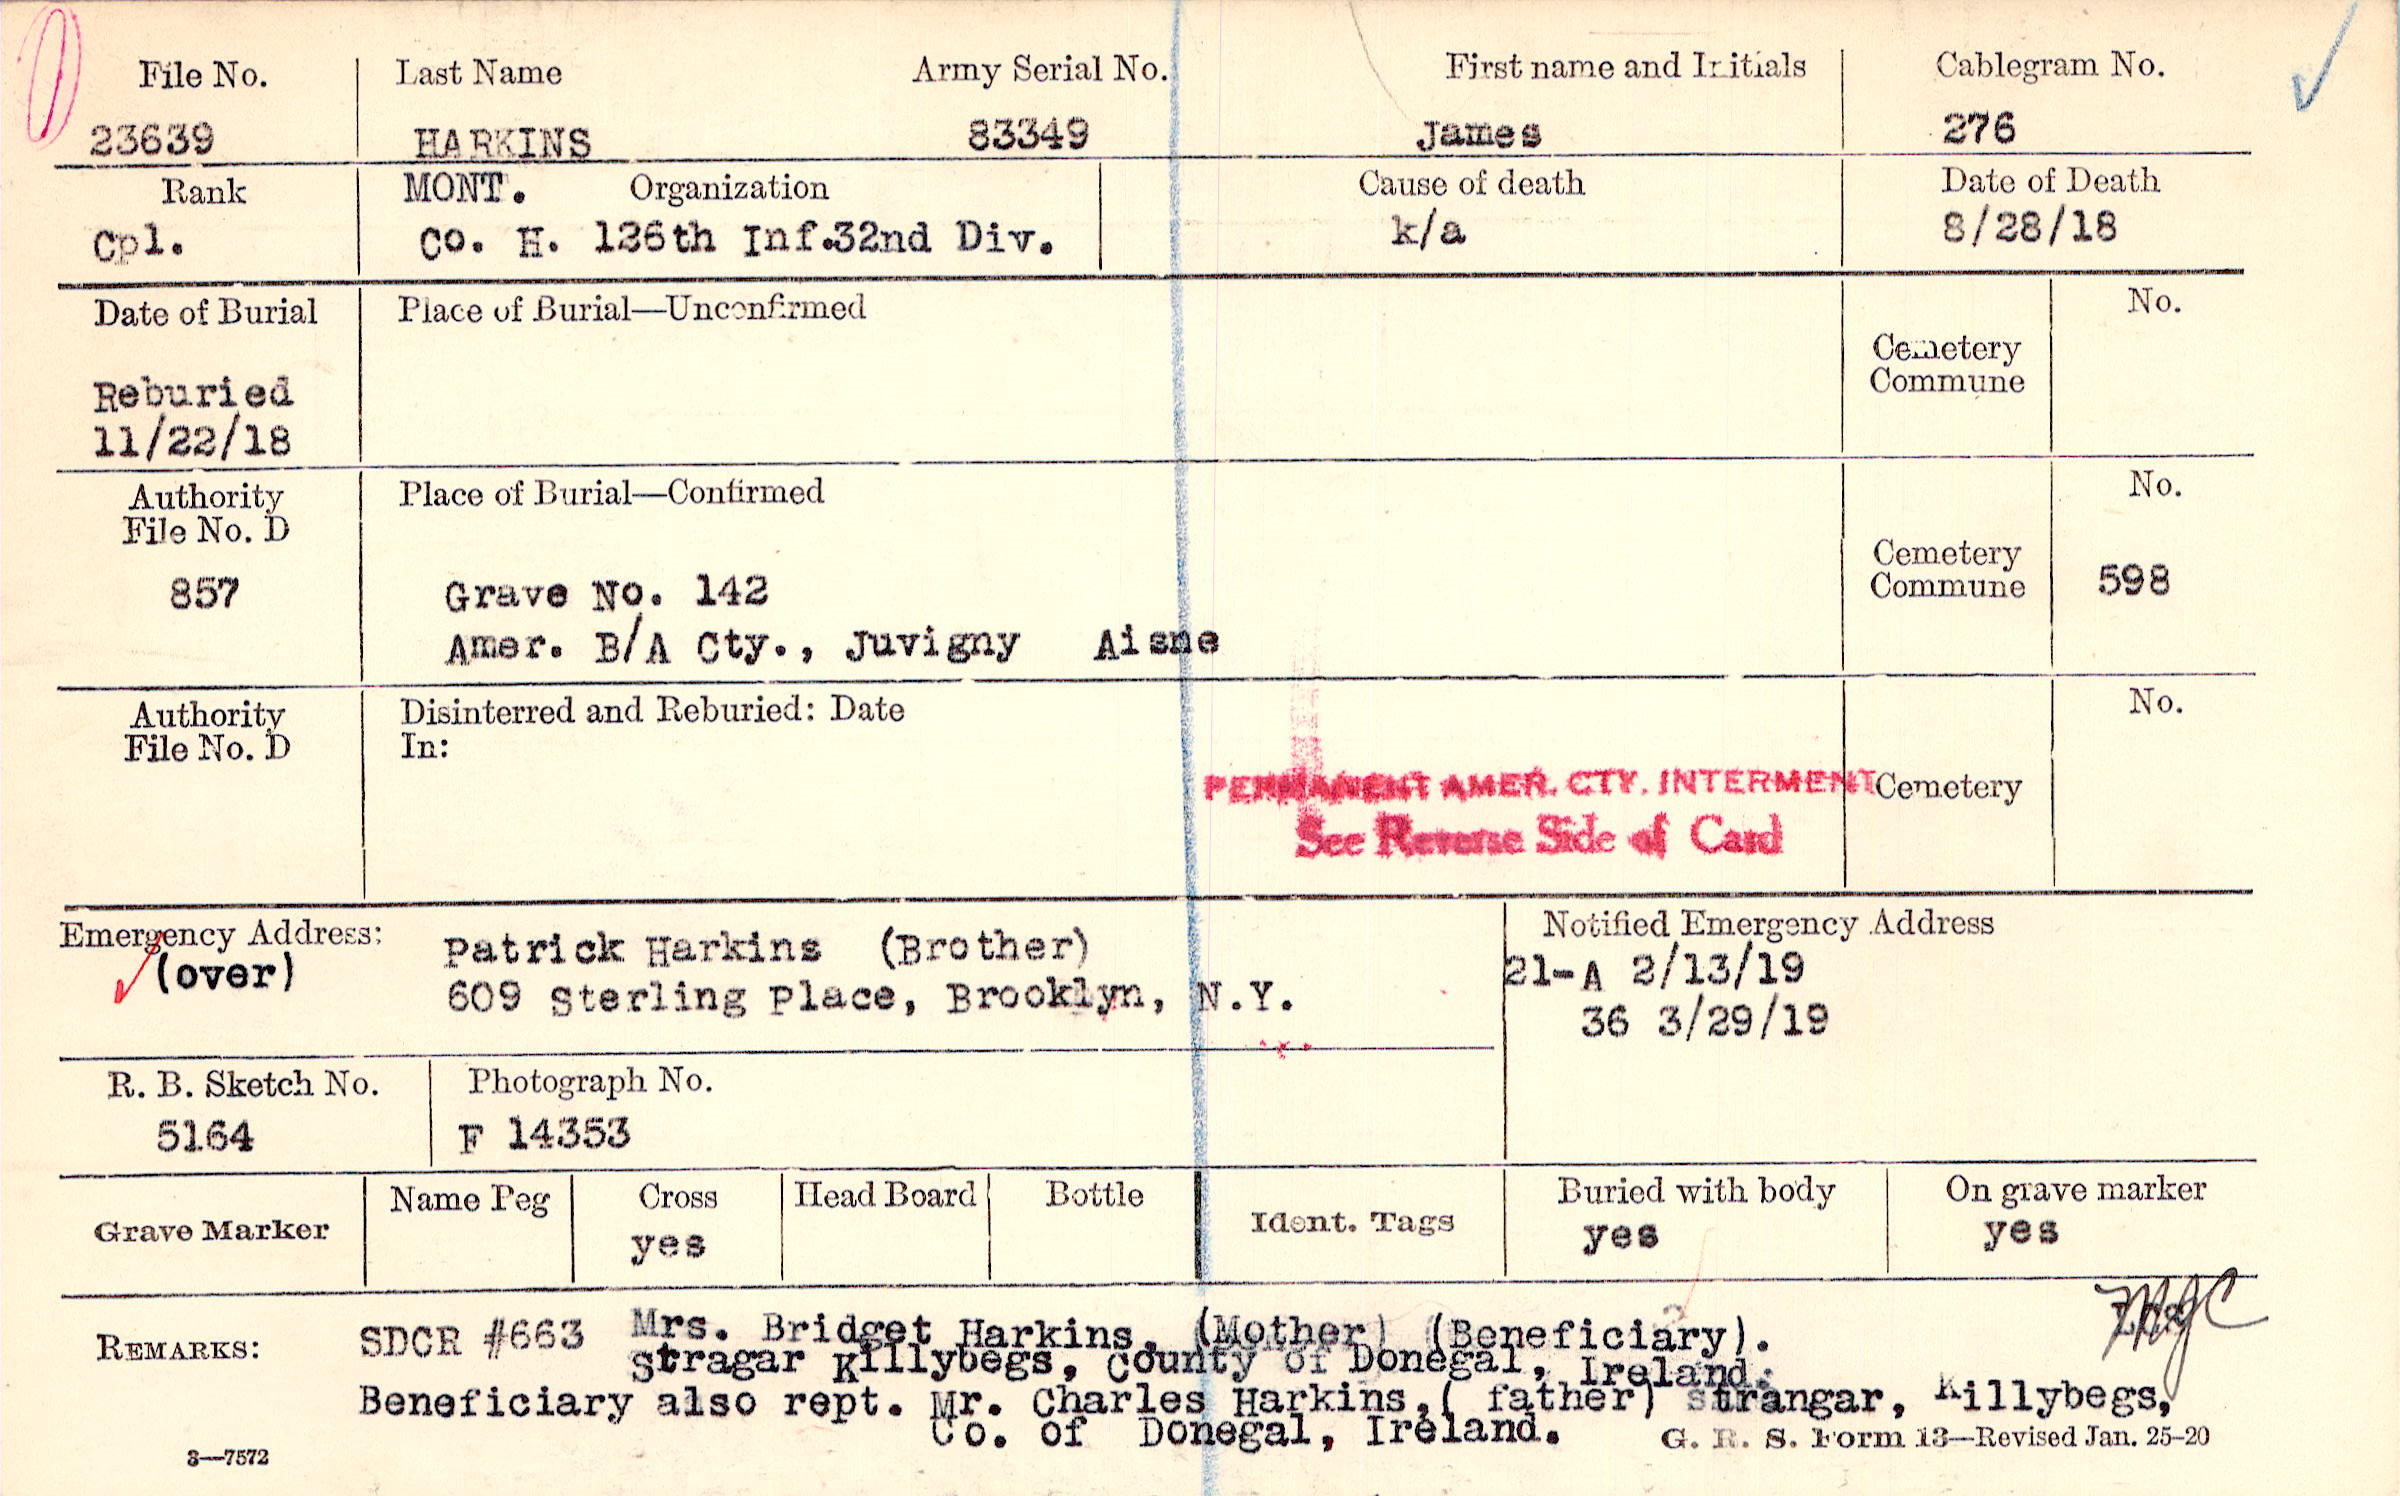 File No. Last Name Army Serial No. First name and Initials Cablegram No.
23639 HARKINS 83349 James 276
Rank MONT. Organization Cause of death Date of Death
Cpl. Co. H. 126th Inf.32nd Div. k/a 8/28/18
Date of Burial Place of Burial—Unconfirmed No.
Cemetery
Commune
Reburied
11/22/18
Authority Place of Burial—Confirmed No.
File No. D
Cemetery
857 Grave No. 142 Commune 598
Amer. B/A Cty., Juvigny Aisne
Authority Disinterred and Reburied: Date No.
File No. D In:
PERMANENT AMER. CTY. INTERMENT Cemetery
See Reverse Side of Card
Emergency Address: Patrick Harkins (Brother) Notified Emergency Address
(over) 609 Sterling Place, Brooklyn, N.Y. 21-A 2/13/19
36 3/29/19
R. B. Sketch No. Photograph No.
5164 F 14353
Grave Marker Name Peg Cross Head Board Bottle Ident. Tags Buried with body On grave marker
yes yes yes
REMARKS: SDCR #663 Mrs. Bridget Harkins, (Mother) (Beneficiary).
Stragar Killybegs, County of Donegal, Ireland.
Beneficiary also rept. Mr. Charles Harkins,( father) Strangar, Killybegs,
Co. of Donegal, Ireland.
3—7572 G. R. S. Form 13—Revised Jan. 25-20